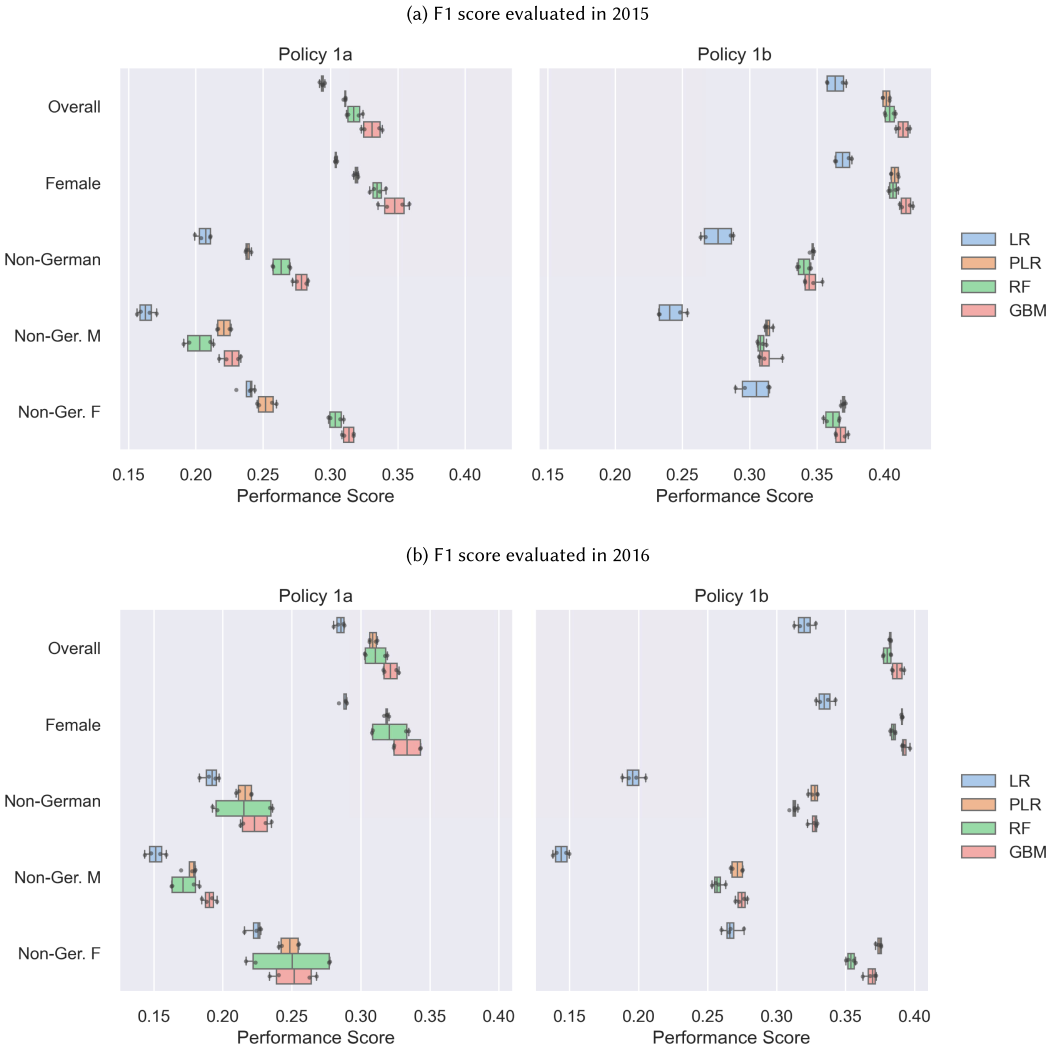 (a) F1 score evaluated in 2015
Policy 1a
Policy 1b
Overall
Female
Non-German
Non-Ger. M
Non-Ger. F
LR
PLR
RF
GBM
0.15 0.20 0.25 0.30 0.35 0.40
0.15 0.20 0.25 0.30 0.35 0.40
Performance Score
Performance Score
(b) F1 score evaluated in 2016
Policy 1a
Policy 1b
Overall
Female
Non-German
Non-Ger. M
Non-Ger. F
LR
PLR
RF
GBM
0.15 0.20 0.25 0.30 0.35 0.40
0.15 0.20 0.25 0.30 0.35 0.40
Performance Score
Performance Score